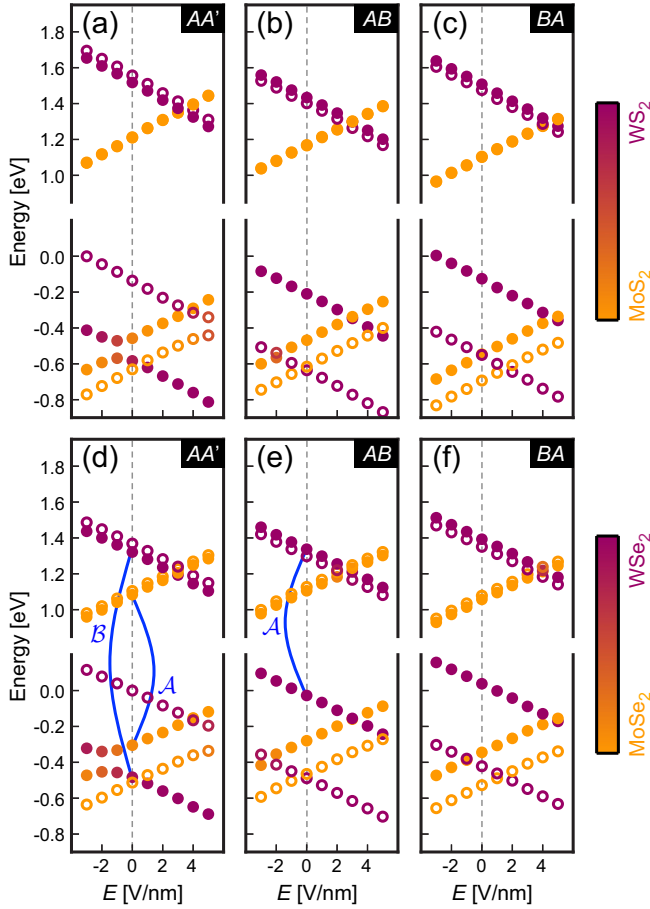 (a) AA' (b) AB (c) BA
Energy [eV]
1.8
1.6
1.4
1.2
1.0
0.0
-0.2
-0.4
-0.6
-0.8
WS2
MoS2
(d) AA' (e) AB (f) BA
Energy [eV]
1.8
1.6
1.4
1.2
1.0
0.0
-0.2
-0.4
-0.6
-0.8
B
A
A
WSe2
MoSe2
-2 0 2 4 -2 0 2 4 -2 0 2 4
E [V/nm] E [V/nm] E [V/nm]